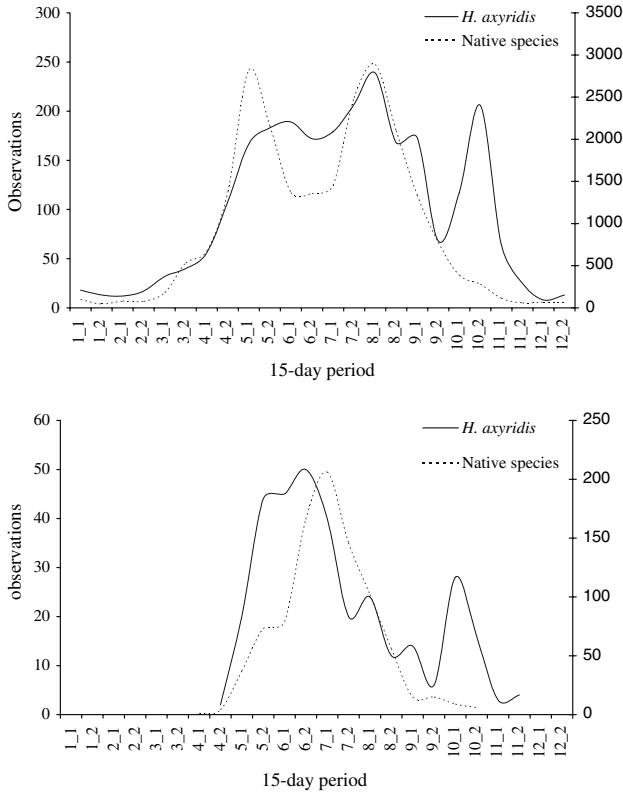 300
250
200
150
100
50
0
3500
3000
2500
2000
1500
1000
500
0
Observations
H. axyridis
Native species
1_1 1_2 2_1 2_2 3_1 3_2 4_1 4_2 5_1 5_2 6_1 6_2 7_1 7_2 8_1 8_2 9_1 9_2 10_1 10_2 11_1 11_2 12_1 12_2
15-day period
60
50
40
30
20
10
0
250
200
150
100
50
0
observations
H. axyridis
Native species
1_1 1_2 2_1 2_2 3_1 3_2 4_1 4_2 5_1 5_2 6_1 6_2 7_1 7_2 8_1 8_2 9_1 9_2 10_1 10_2 11_1 11_2 12_1 12_2
15-day period